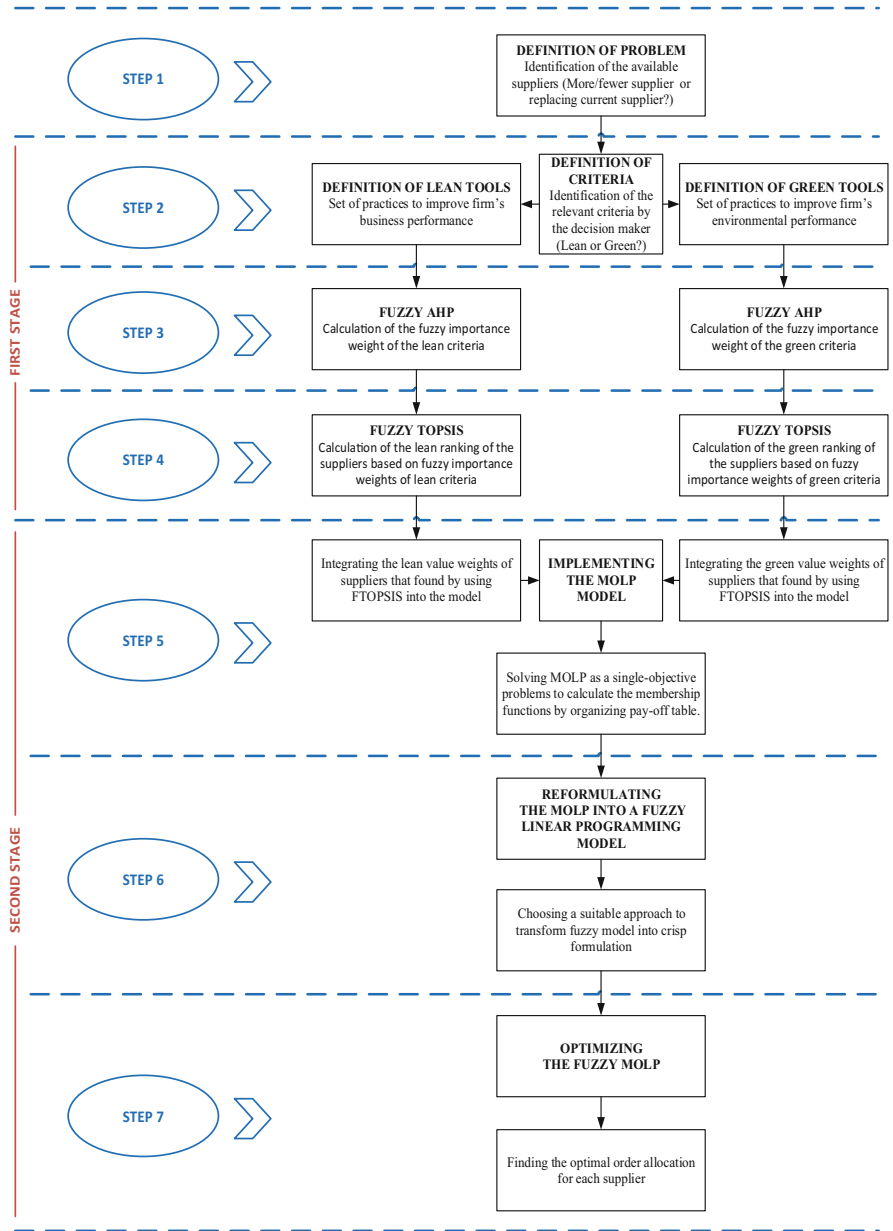 STEP 1
DEFINITION OF PROBLEM
Identification of the available
suppliers (More/fewer supplier or
replacing current supplier?)
FIRST STAGE
STEP 2
DEFINITION OF LEAN TOOLS
Set of practices to improve firm's
business performance
DEFINITION OF
CRITERIA
Identification of the
relevant criteria by
the decision maker
(Lean or Green?)
DEFINITION OF GREEN TOOLS
Set of practices to improve firm's
environmental performance
STEP 3
FUZZY AHP
Calculation of the fuzzy importance
weight of the lean criteria
FUZZY AHP
Calculation of the fuzzy importance
weight of the green criteria
STEP 4
FUZZY TOPSIS
Calculation of the lean ranking of the
suppliers based on fuzzy importance
weights of lean criteria
FUZZY TOPSIS
Calculation of the green ranking of
the suppliers based on fuzzy
importance weights of green criteria
SECOND STAGE
STEP 5
Integrating the lean value weights of
suppliers that found by using
FTOPSIS into the model
IMPLEMENTING
THE MOLP
MODEL
Integrating the green value weights of
suppliers that found by using
FTOPSIS into the model
Solving MOLP as a single-objective
problems to calculate the membership
functions by organizing pay-off table.
STEP 6
REFORMULATING
THE MOLP INTO A FUZZY
LINEAR PROGRAMMING
MODEL
Choosing a suitable approach to
transform fuzzy model into crisp
formulation
STEP 7
OPTIMIZING
THE FUZZY MOLP
Finding the optimal order allocation
for each supplier